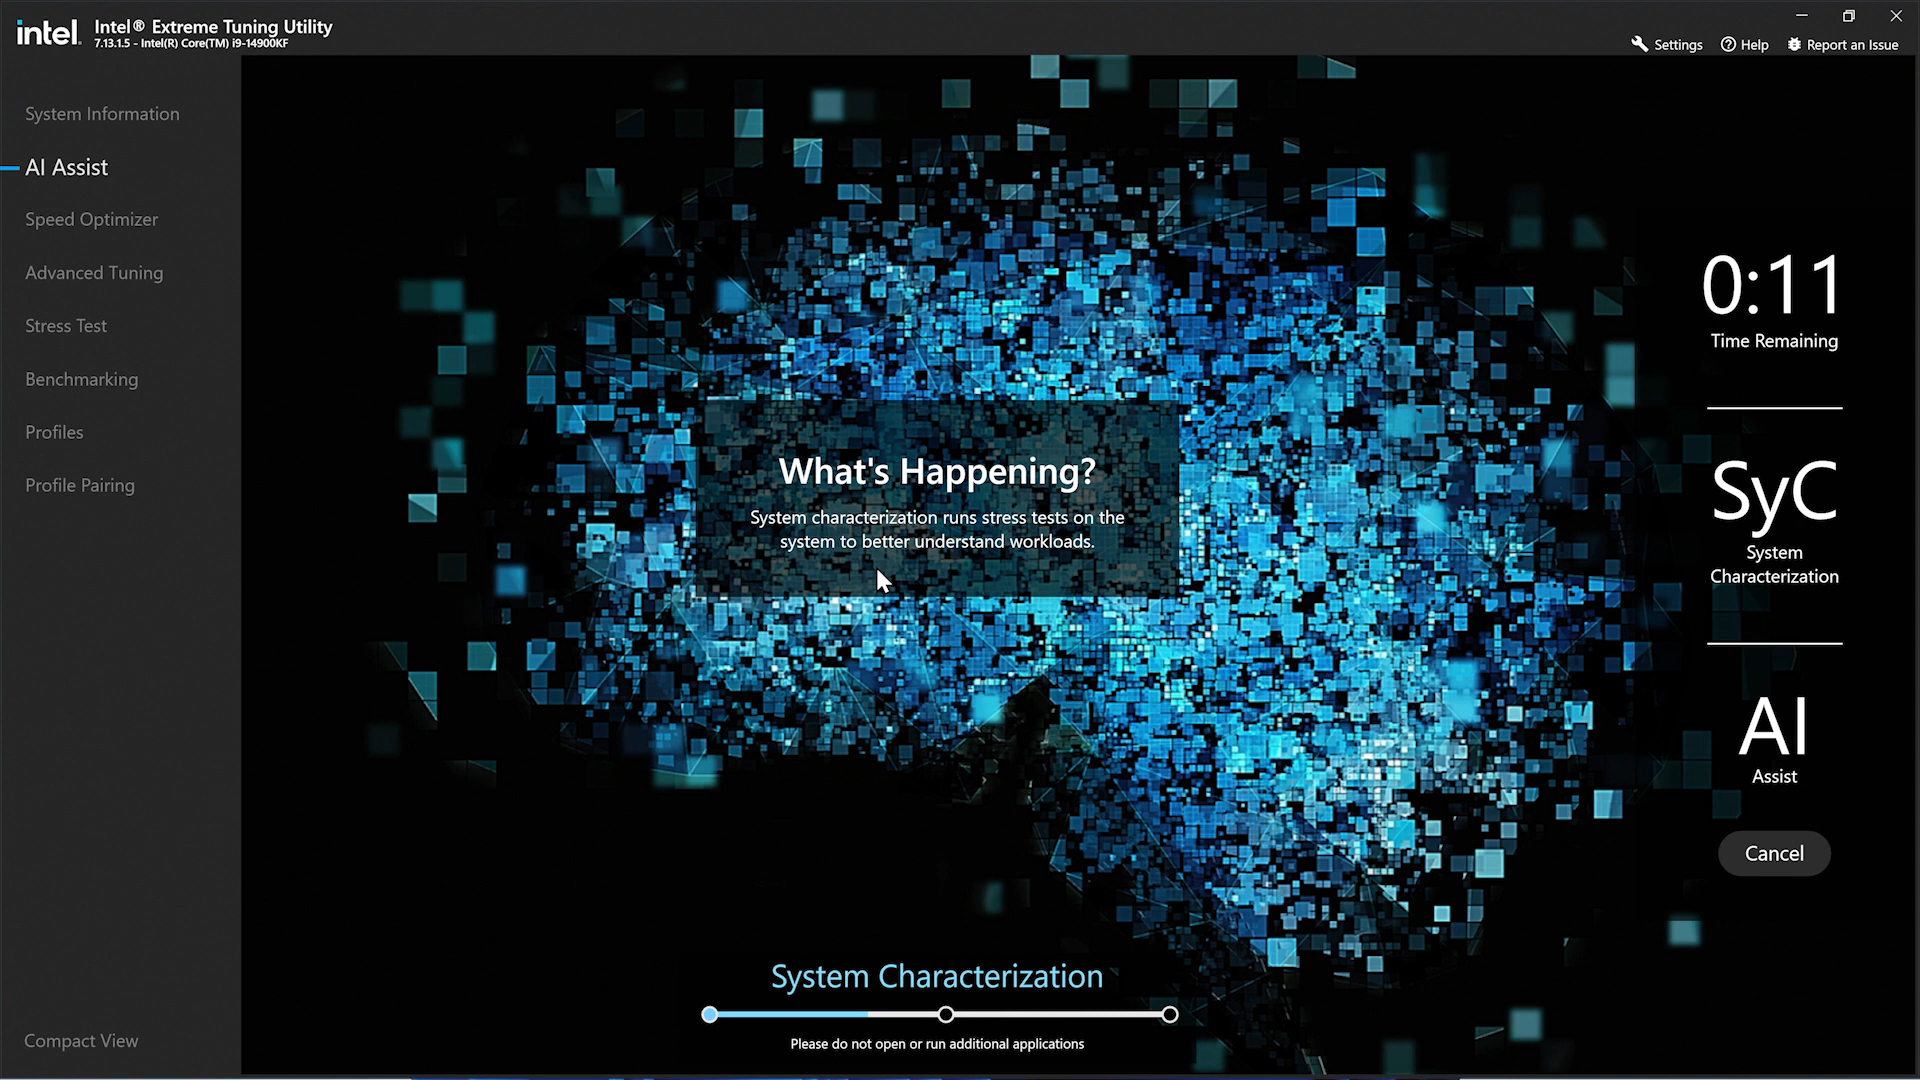 intel.
Intel® Extreme Tuning Utility
7.13.1.5 - Intel(R) Core(TM) i9-14900KF
Settings
Help
Report an Issue
System Information
AI Assist
Speed Optimizer
Advanced Tuning
Stress Test
Benchmarking
Profiles
Profile Pairing
Compact View
What's Happening?
System characterization runs stress tests on the
system to better understand workloads.
System Characterization
Please do not open or run additional applications
0:11
Time Remaining
SyC
System
Characterization
AI
Assist
Cancel